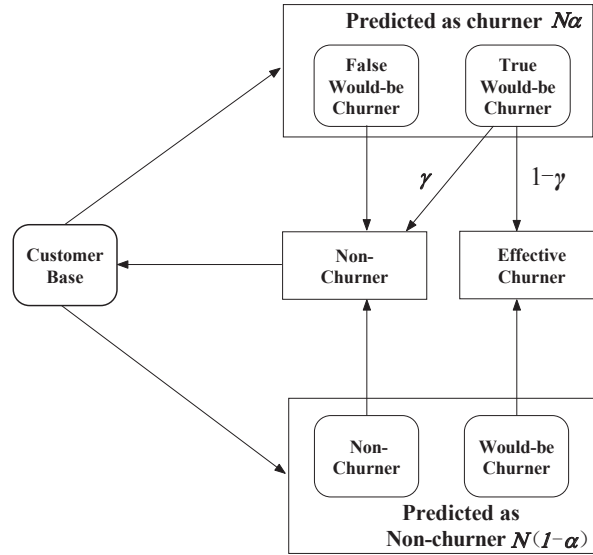 Predicted as churner Nα
False
Would-be
Churner
True
Would-be
Churner
γ
1-γ
Customer
Base
Non-
Churner
Effective
Churner
Non-
Churner
Would-be
Churner
Predicted as
Non-churner N(1-α)